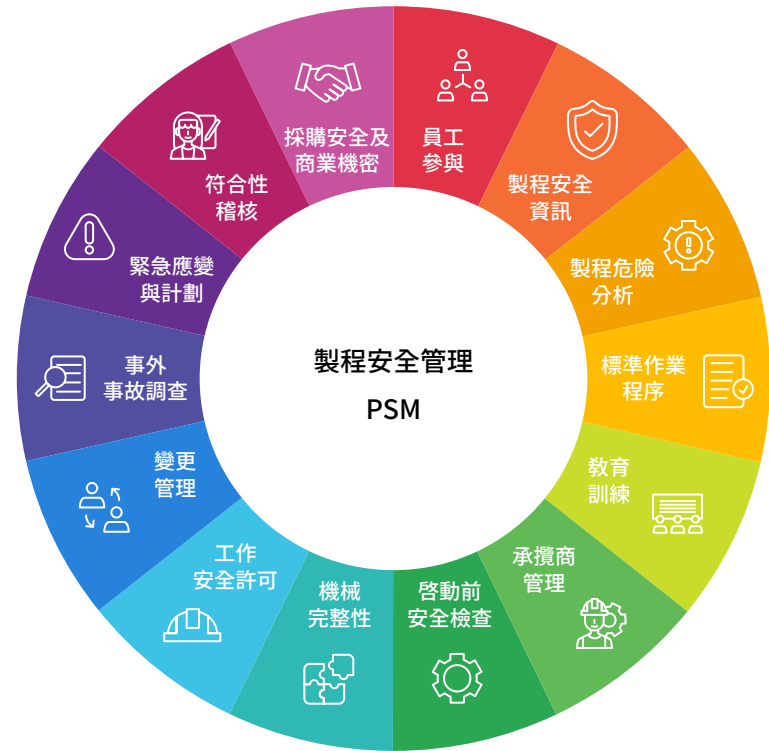 製程安全管理
PSM
員工
參與
製程安全
資訊
製程危險
分析
標準作業
程序
教育
訓練
承攬商
管理
啓動前
安全檢查
機械
完整性
工作
安全許可
變更
管理
事外
事故調查
緊急應變
與計劃
符合性
稽核
採購安全及
商業機密